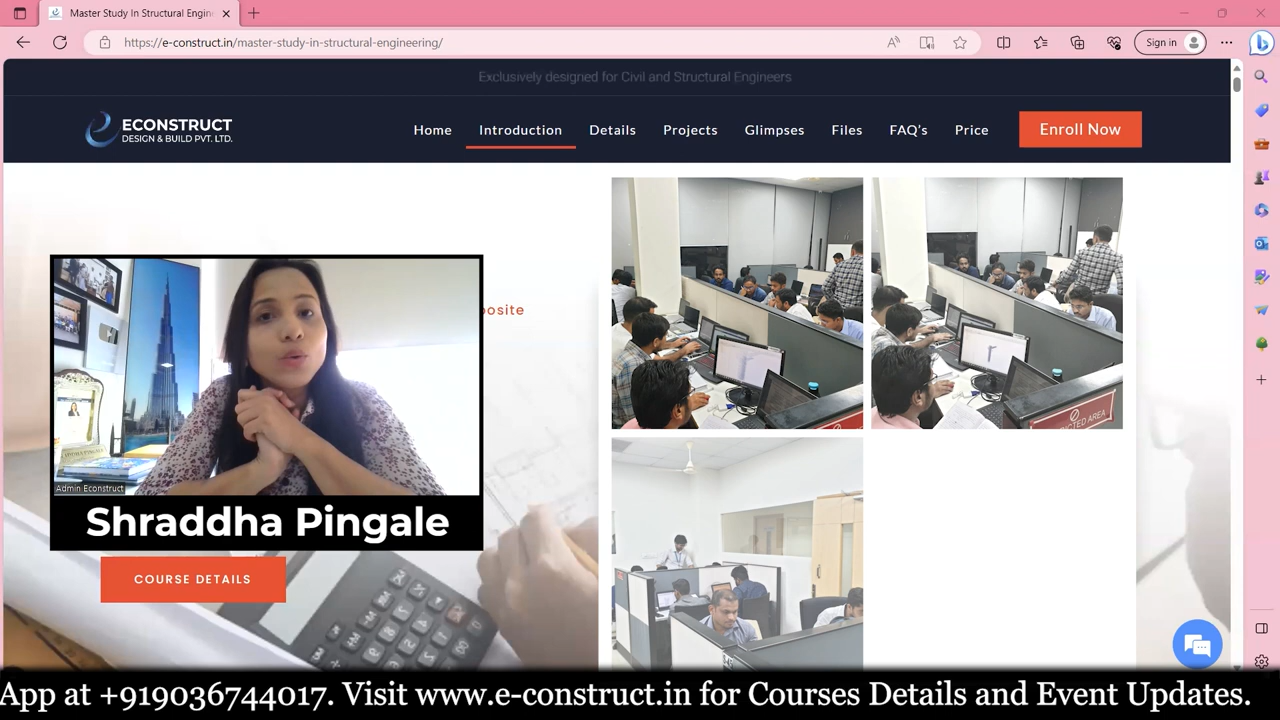 Master Study In Structural Engin
https://e-construct.in/master-study-in-structural-engineering/
Sign in
Exclusively designed for Civil and Structural Engineers
ECONSTRUCT
DESIGN & BUILD PVT. LTD.
Home
Introduction
Details
Projects
Glimpses
Files
FAQ's
Price
Enroll Now
posite
Admin Econstruct
Shraddha Pingale
COURSE DETAILS
App at +919036744017. Visit www.e-construct.in for Courses Details and Event Updates.